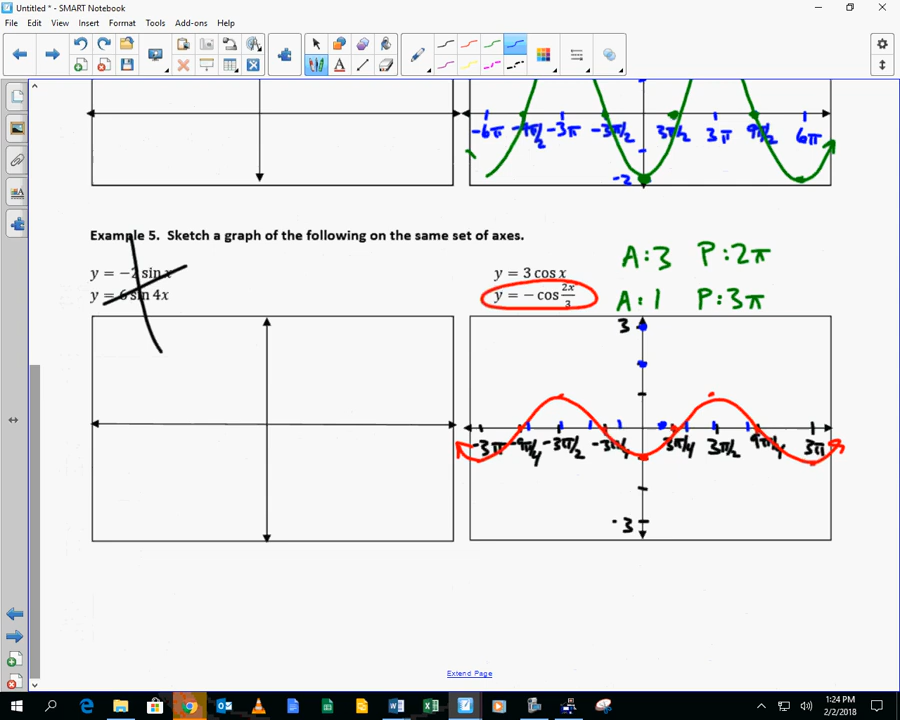 Untitled * - SMART Notebook
File Edit View Insert Format Tools Add-ons Help
-6π -9π/2 -3π -3π/2 3π/2 3π 9π/2 6π
-2
Example 5. Sketch a graph of the following on the same set of axes.
y = −2 sin x
y = 6 sin 4x
y = 3 cos x A:3 P:2π
y = − cos 2x/3 A:1 P:3π
3
-3π -9π/4 -3π/2 -3π/4 3π/4 3π/2 9π/4 3π
-3
Extend Page
1:24 PM
2/2/2018